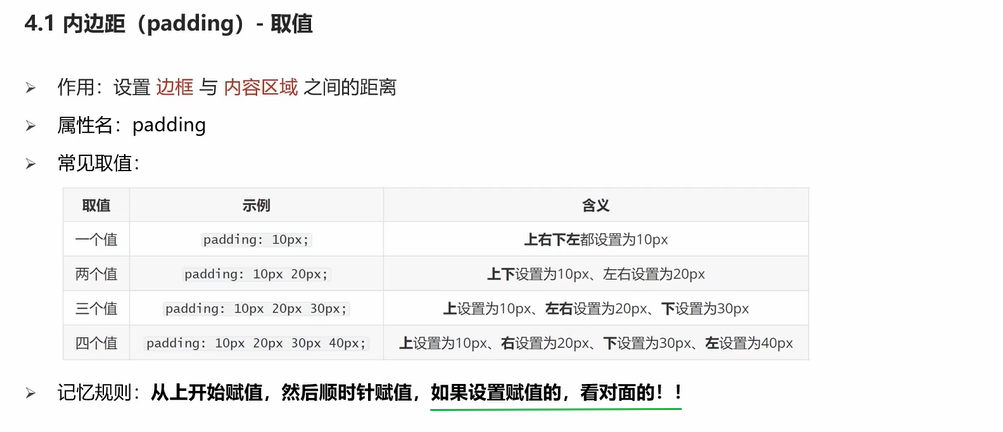 4.1 内边距（padding）- 取值
作用：设置 边框 与 内容区域 之间的距离
属性名：padding
常见取值：
取值 示例 含义
一个值 padding: 10px; 上右下左都设置为10px
两个值 padding: 10px 20px; 上下设置为10px、左右设置为20px
三个值 padding: 10px 20px 30px; 上设置为10px、左右设置为20px、下设置为30px
四个值 padding: 10px 20px 30px 40px; 上设置为10px、右设置为20px、下设置为30px、左设置为40px
记忆规则：从上开始赋值，然后顺时针赋值，如果设置赋值的，看对面的！！